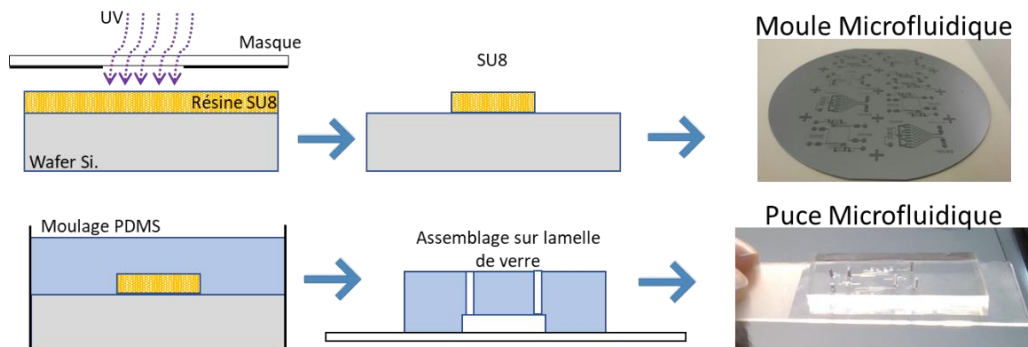 UV
Masque
Résine SU8
Wafer Si.
SU8
Moule Microfluidique
Moulage PDMS
Assemblage sur lamelle
de verre
Puce Microfluidique